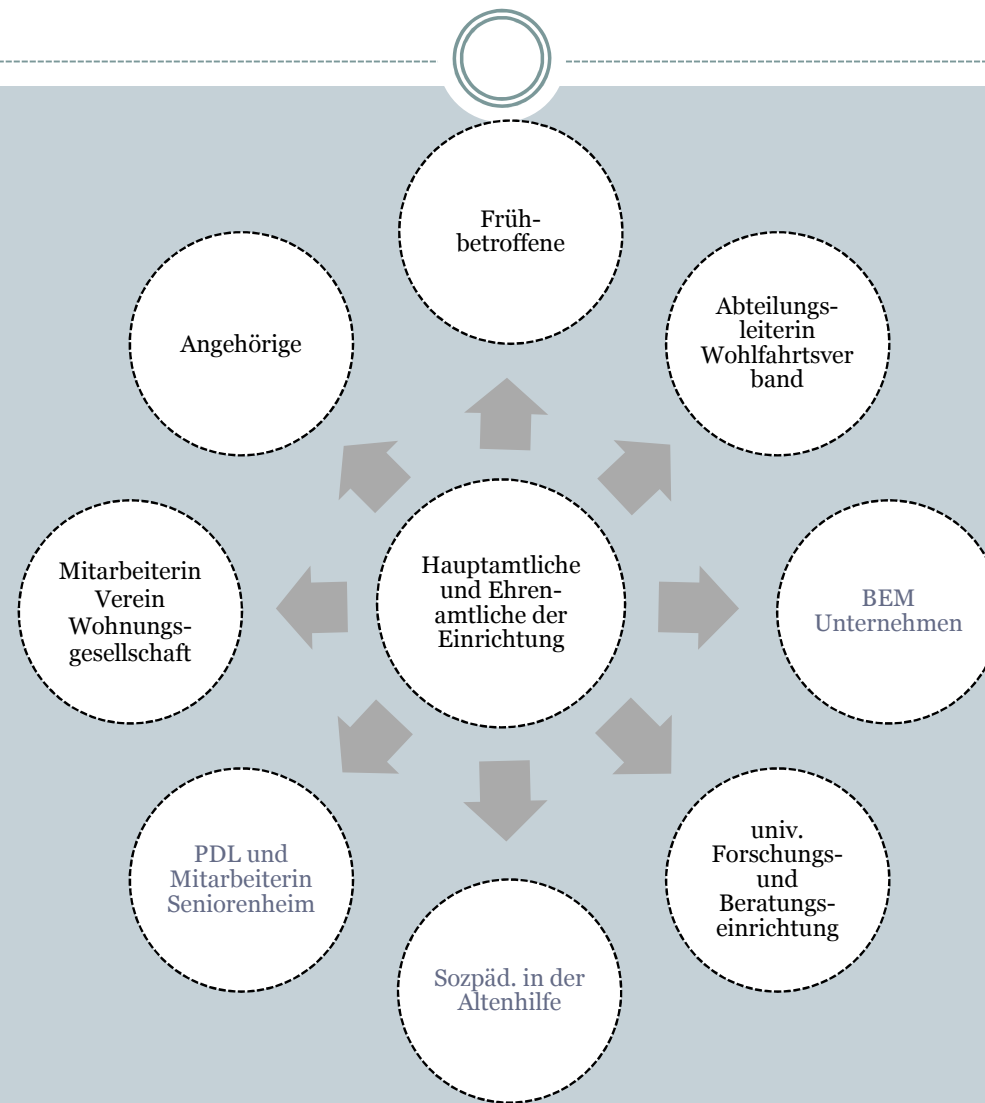 Früh-
betroffene
Abteilungs-
leiterin
Wohlfahrtsver
band
Angehörige
Hauptamtliche
und Ehren-
amtliche der
Einrichtung
Mitarbeiterin
Verein
Wohnungs-
gesellschaft
BEM
Unternehmen
PDL und
Mitarbeiterin
Seniorenheim
univ.
Forschungs-
und
Beratungs-
einrichtung
Sozpäd. in der
Altenhilfe